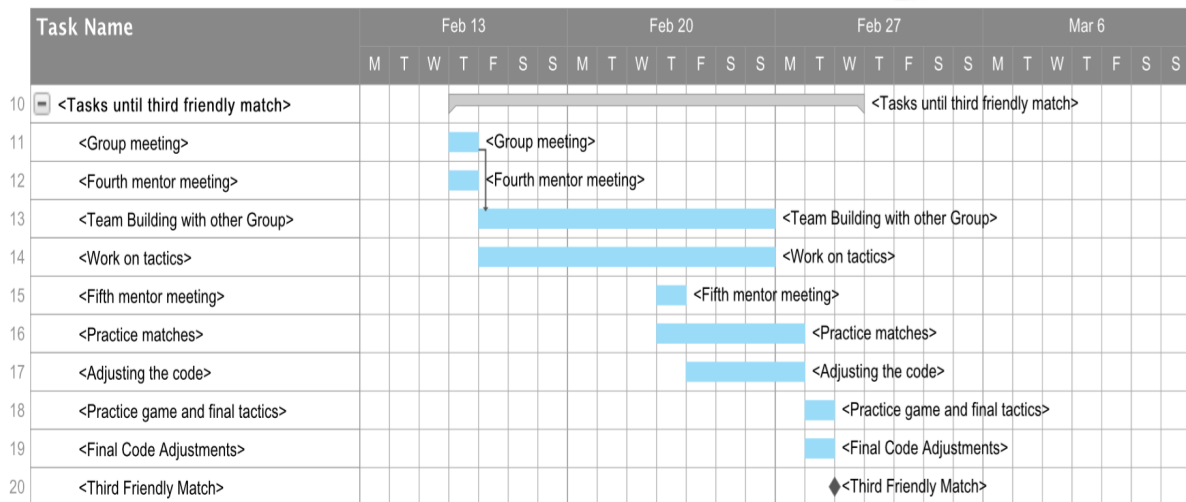 Task Name Feb 13 Feb 20 Feb 27 Mar 6
M T W T F S S M T W T F S S M T W T F S S M T W T F S S
10 <Tasks until third friendly match> <Tasks until third friendly match>
11 <Group meeting> <Group meeting>
12 <Fourth mentor meeting> <Fourth mentor meeting>
13 <Team Building with other Group> <Team Building with other Group>
14 <Work on tactics> <Work on tactics>
15 <Fifth mentor meeting> <Fifth mentor meeting>
16 <Practice matches> <Practice matches>
17 <Adjusting the code> <Adjusting the code>
18 <Practice game and final tactics> <Practice game and final tactics>
19 <Final Code Adjustments> <Final Code Adjustments>
20 <Third Friendly Match> <Third Friendly Match>